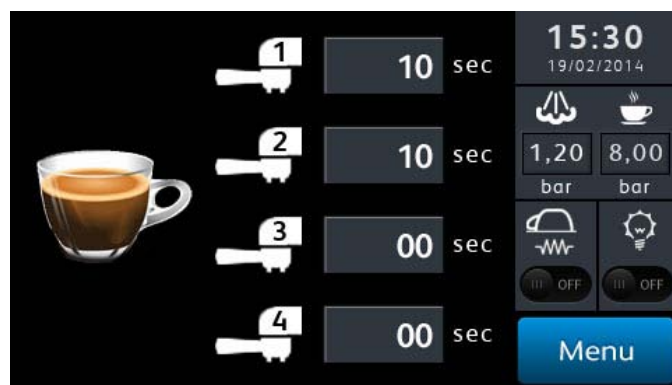 1
10 sec
2
10 sec
3
00 sec
4
00 sec
15:30
19/02/2014
1,20 8,00
bar bar
OFF OFF
Menu